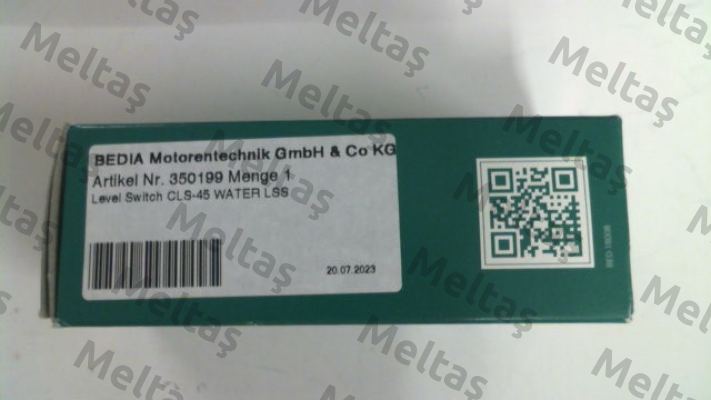 BEDIA Motorentechnik GmbH & Co KG
Artikel Nr. 350199 Menge 1
Level Switch CLS-45 WATER LSS
20.07.2023
Meltaş